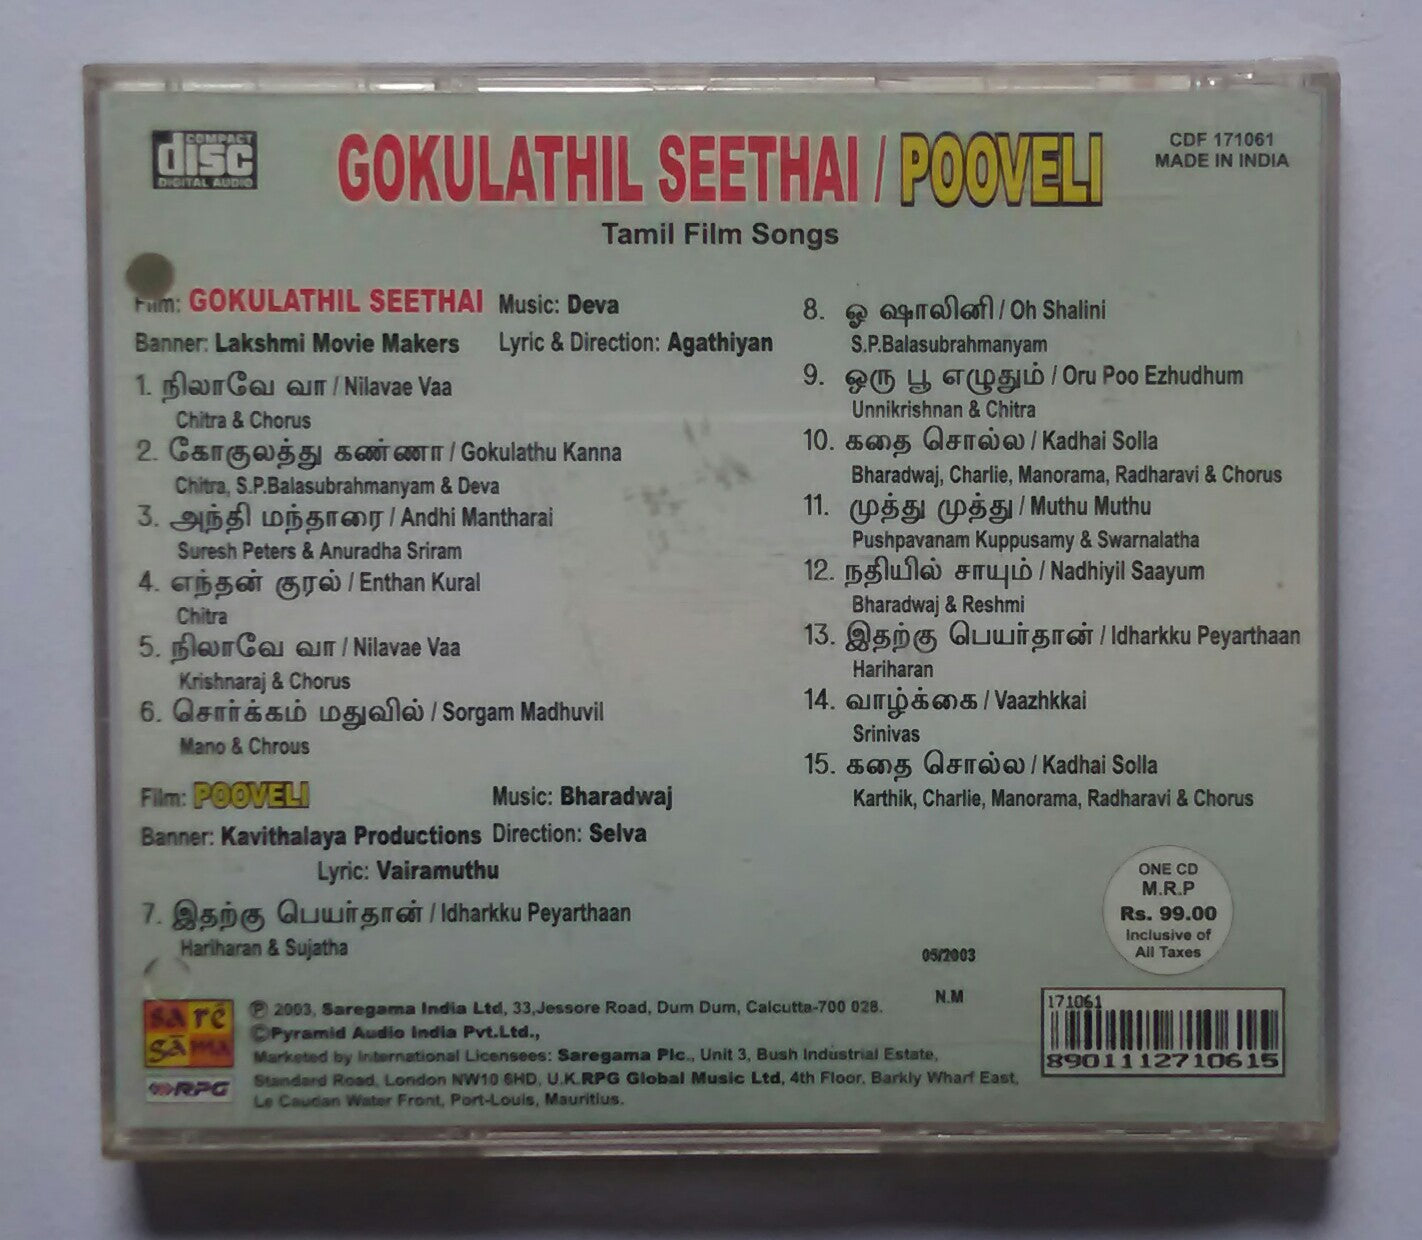 COMPACT
disc
DIGITAL AUDIO
GOKULATHIL SEETHAI / POOVELI
Tamil Film Songs
CDF 171061
MADE IN INDIA
Film: GOKULATHIL SEETHAI Music: Deva
Banner: Lakshmi Movie Makers Lyric & Direction: Agathiyan
1. நிலாவே வா / Nilavae Vaa
Chitra & Chorus
2. கோகுலத்து கண்ணா / Gokulathu Kanna
Chitra, S.P.Balasubrahmanyam & Deva
3. அந்தி மந்தாரை / Andhi Mantharai
Suresh Peters & Anuradha Sriram
4. எந்தன் குரல் / Enthan Kural
Chitra
5. நிலாவே வா / Nilavae Vaa
Krishnaraj & Chorus
6. சொர்க்கம் மதுவில் / Sorgam Madhuvil
Mano & Chrous
Film: POOVELI Music: Bharadwaj
Banner: Kavithalaya Productions Direction: Selva
Lyric: Vairamuthu
7. இதற்கு பெயர்தான் / Idharkku Peyarthaan
Hariharan & Sujatha
8. ஓ ஷாலினி / Oh Shalini
S.P.Balasubrahmanyam
9. ஒரு பூ எழுதும் / Oru Poo Ezhudhum
Unnikrishnan & Chitra
10. கதை சொல்ல / Kadhai Solla
Bharadwaj, Charlie, Manorama, Radharavi & Chorus
11. முத்து முத்து / Muthu Muthu
Pushpavanam Kuppusamy & Swarnalatha
12. நதியில் சாயும் / Nadhiyil Saayum
Bharadwaj & Reshmi
13. இதற்கு பெயர்தான் / Idharkku Peyarthaan
Hariharan
14. வாழ்க்கை / Vaazhkkai
Srinivas
15. கதை சொல்ல / Kadhai Solla
Karthik, Charlie, Manorama, Radharavi & Chorus
ONE CD
M.R.P
Rs. 99.00
Inclusive of
All Taxes
05/2003
N.M
sa rē
gā ma
RPG
℗ 2003, Saregama India Ltd, 33,Jessore Road, Dum Dum, Calcutta-700 028.
©Pyramid Audio India Pvt.Ltd.,
Marketed by International Licensees: Saregama Plc., Unit 3, Bush Industrial Estate,
Standard Road, London NW10 6HD, U.K.RPG Global Music Ltd, 4th Floor, Barkly Wharf East,
Le Caudan Water Front, Port-Louis, Mauritius.
171061
8901112710615